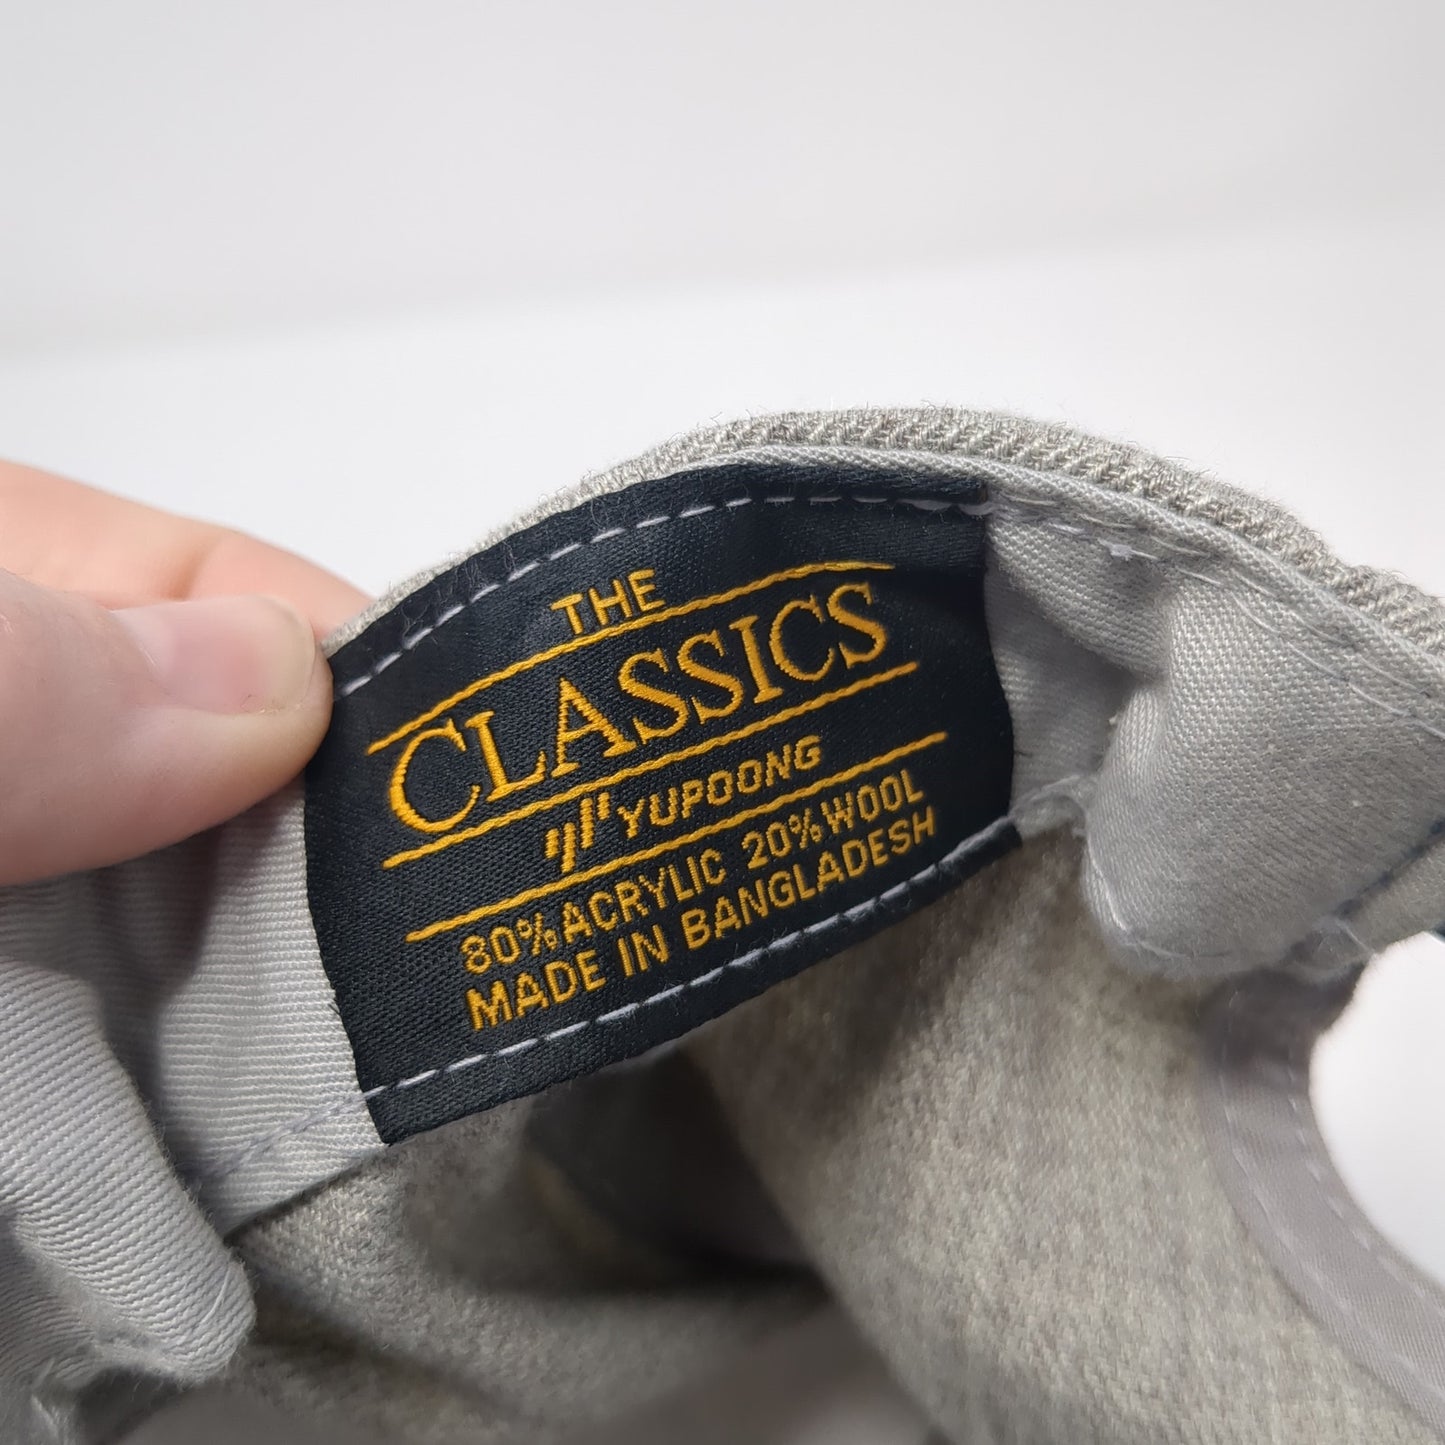 THE
CLASSICS
YUPOONG
80% ACRYLIC 20% WOOL
MADE IN BANGLADESH